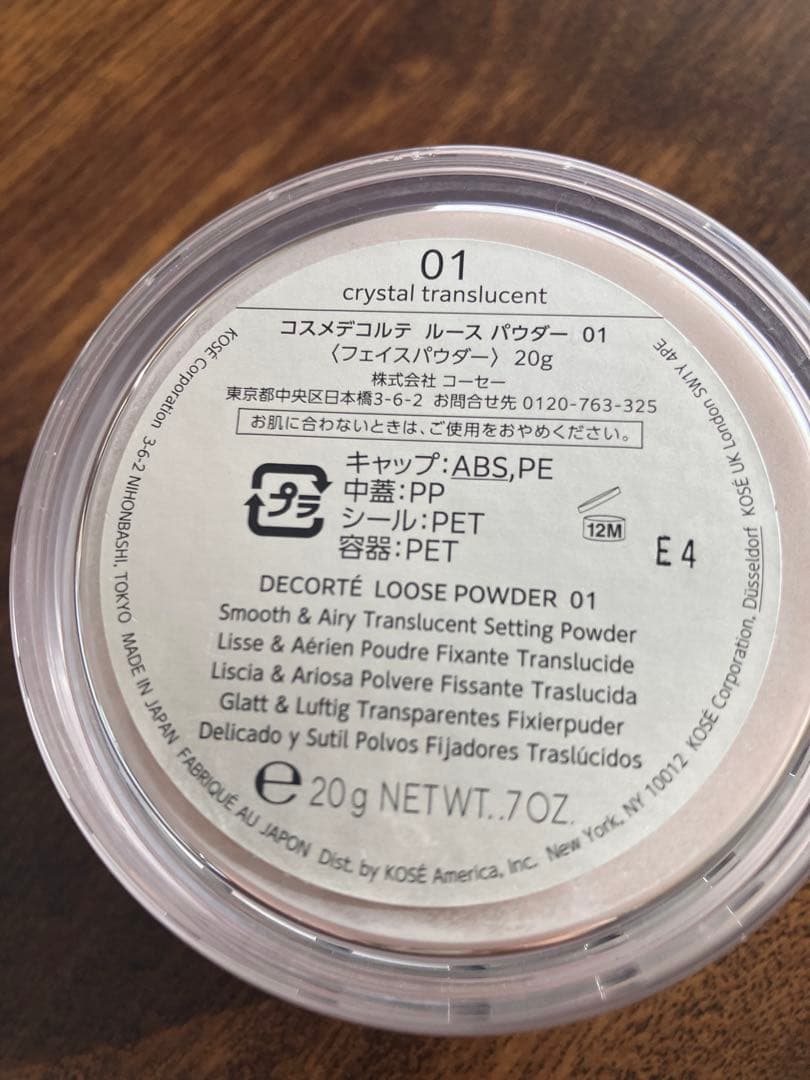 01
crystal translucent
コスメデコルテ ルース パウダー 01
〈フェイスパウダー〉 20g
株式会社 コーセー
東京都中央区日本橋3-6-2 お問合せ先 0120-763-325
お肌に合わないときは、ご使用をおやめください。
プラ
キャップ:ABS,PE
中蓋:PP
シール:PET
容器:PET
12M
E4
DECORTÉ LOOSE POWDER 01
Smooth & Airy Translucent Setting Powder
Lisse & Aérien Poudre Fixante Translucide
Liscia & Ariosa Polvere Fissante Traslucida
Glatt & Luftig Transparentes Fixierpuder
Delicado y Sutil Polvos Fijadores Traslúcidos
e 20g NET WT. .7 OZ.
KOSÉ Corporation 3-6-2 NIHONBASHI, TOKYO MADE IN JAPAN FABRIQUÉ AU JAPON Dist. by KOSÉ America, Inc. New York, NY 10012 KOSÉ Corporation, Düsseldorf KOSÉ UK London SW1Y 4PE